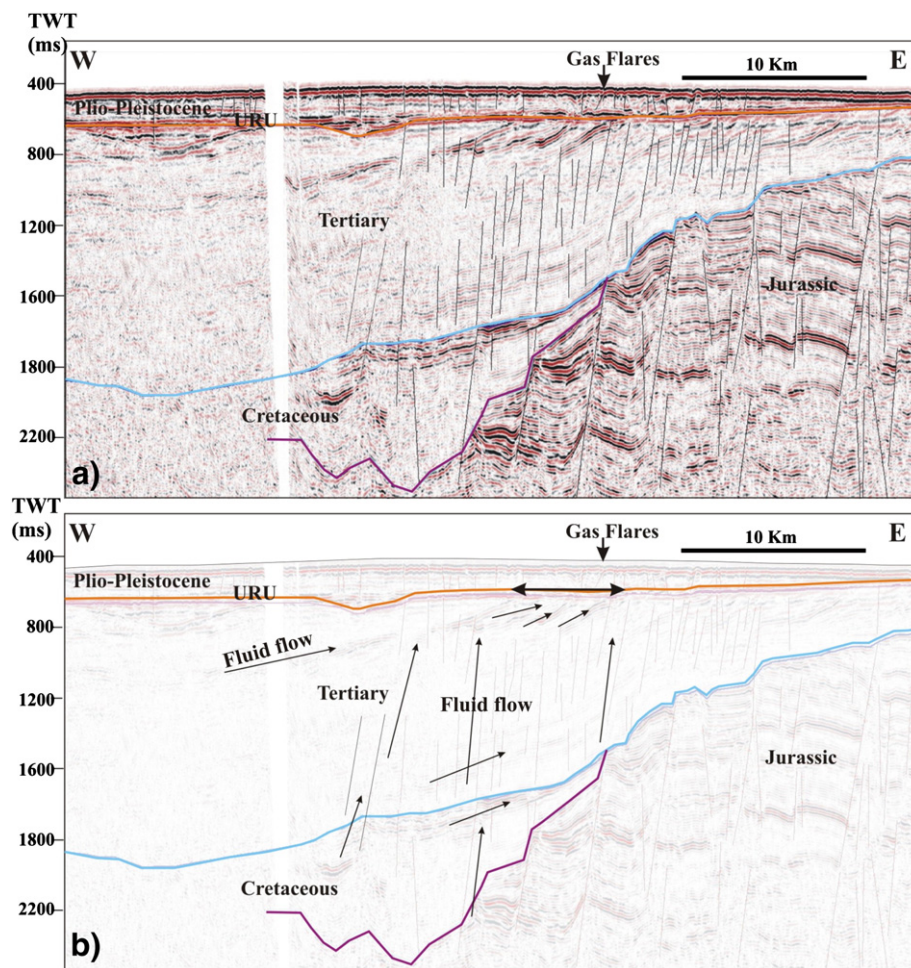 TWT
(ms)
W
Gas Flares
E
10 Km
400
Plio-Pleistocene
URU
800
1200
Tertiary
Jurassic
1600
1800
Cretaceous
2200
a)
TWT
(ms)
W
Gas Flares
E
10 Km
400
Plio-Pleistocene
URU
800
Fluid flow
Tertiary
1200
Fluid flow
Jurassic
1600
1800
Cretaceous
2200
b)